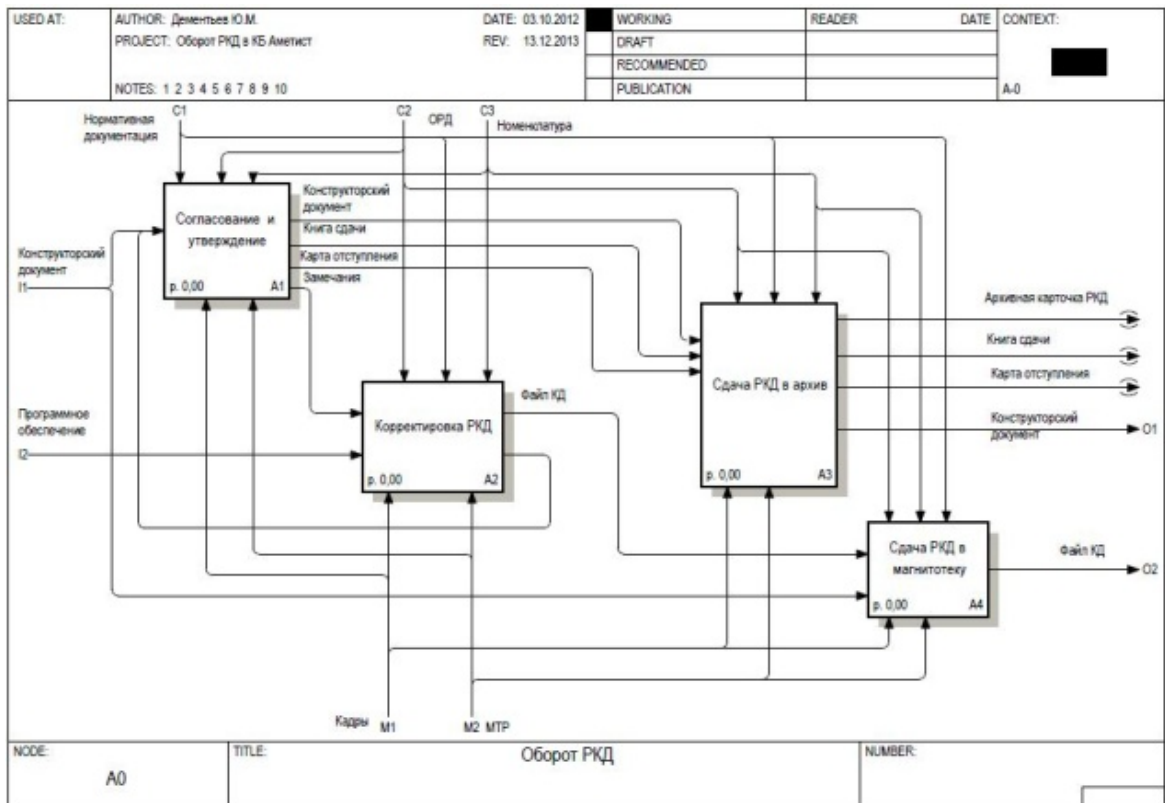 USED AT:
AUTHOR: Дементьев Ю.М.
DATE: 03.10.2012
WORKING
READER
DATE
CONTEXT:
PROJECT: Оборот РКД в КБ Аметист
REV: 13.12.2013
DRAFT
RECOMMENDED
NOTES: 1 2 3 4 5 6 7 8 9 10
PUBLICATION
A-0
Нормативная
документация
C1
C2
ОРД
C3
Номенклатура
Согласование и
утверждение
р. 0,00
A1
Конструкторский
документ
Книга сдачи
Карта отступления
Замечания
Конструкторский
документ
I1
Архивная карточка РКД
Книга сдачи
Карта отступления
Конструкторский
документ
O1
Сдача РКД в архив
р. 0,00
A3
Файл КД
Корректировка РКД
р. 0,00
A2
Программное
обеспечение
I2
Сдача РКД в
магнитотеку
р. 0,00
A4
Файл КД
O2
Кадры
M1
M2 МТР
NODE:
A0
TITLE:
Оборот РКД
NUMBER: